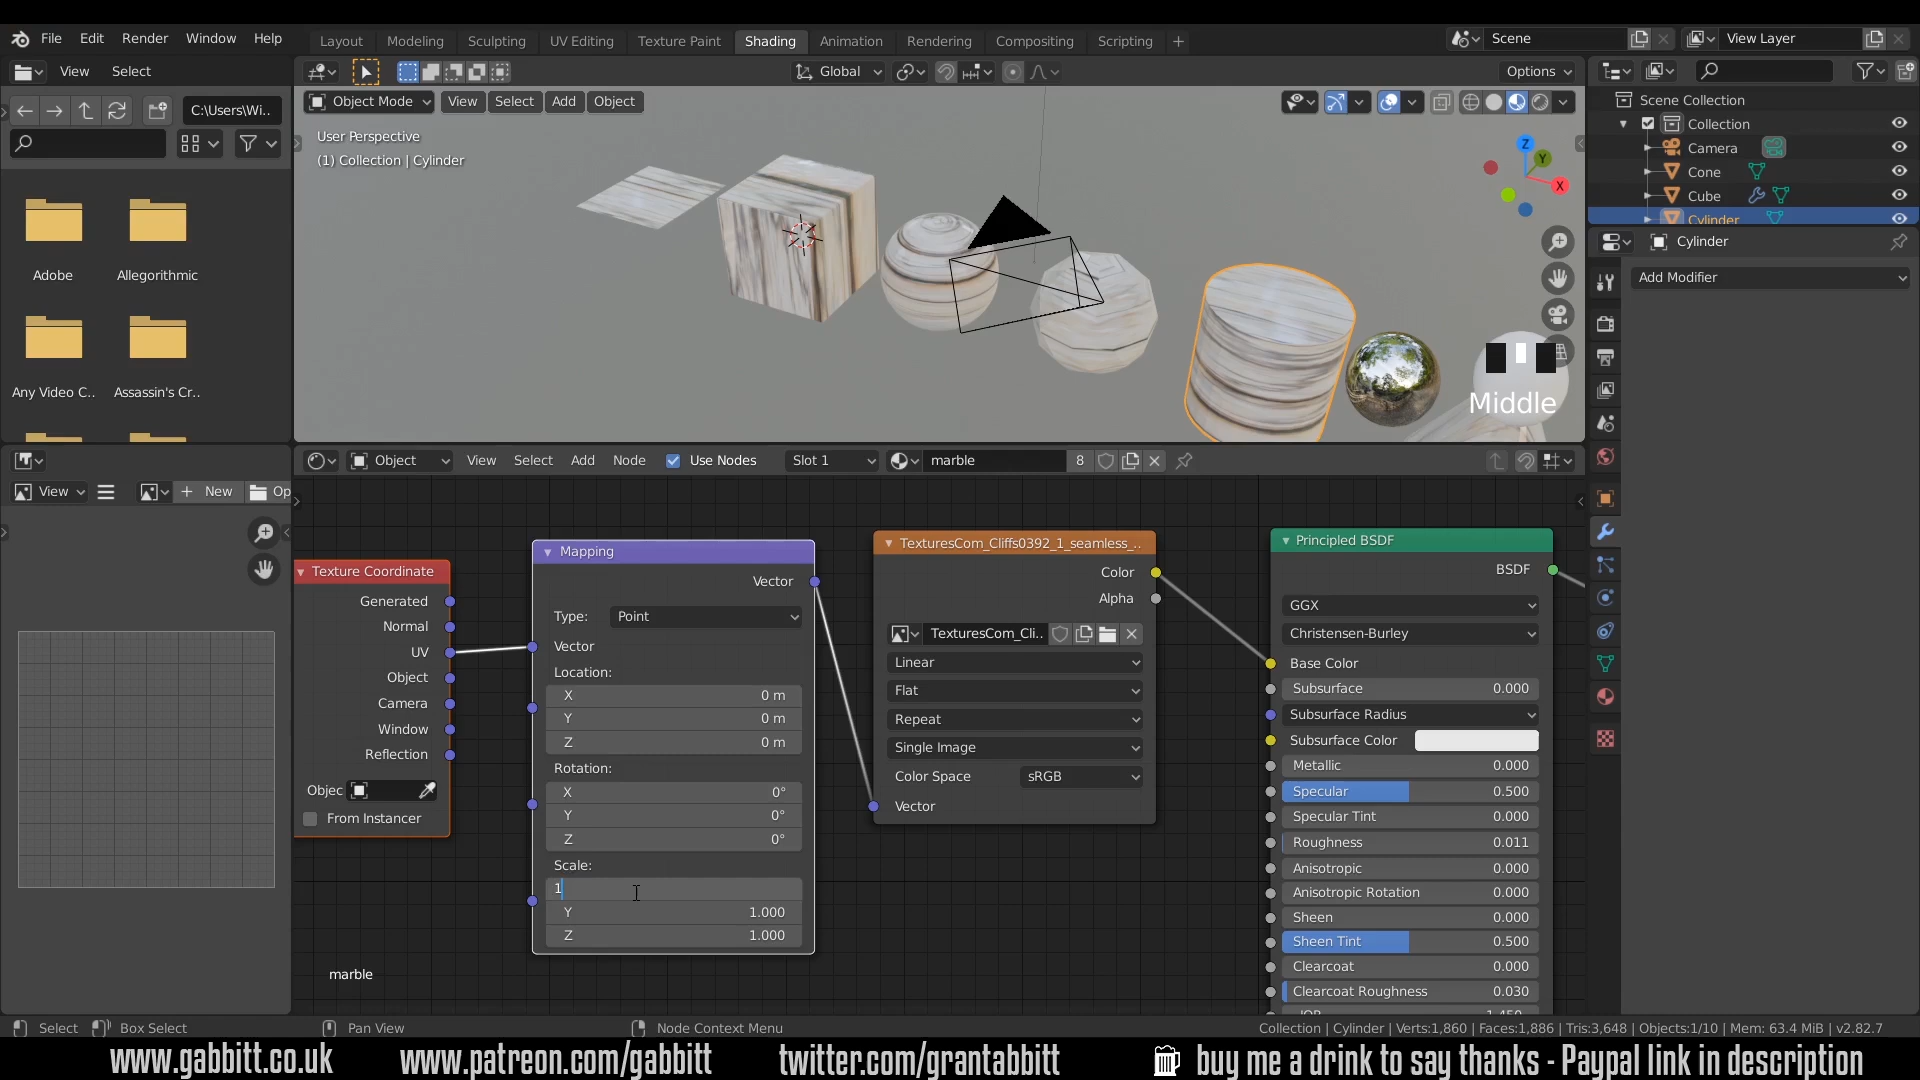 File Edit Render Window Help
Layout Modeling Sculpting UV Editing Texture Paint Shading Animation Rendering Compositing Scripting +
Scene
View Layer
View Select
Global
Options
C:\Users\Wi..
Object Mode View Select Add Object
User Perspective
(1) Collection | Cylinder
Z
Y
X
Middle
Adobe
Allegorithmic
Any Video C..
Assassin's Cr..
Scene Collection
Collection
Camera
Cone
Cube
Cylinder
Cylinder
Add Modifier
View + New Op
Object View Select Add Node Use Nodes Slot 1 marble 8
Texture Coordinate
Generated
Normal
UV
Object
Camera
Window
Reflection
Objec
From Instancer
Mapping
Vector
Type: Point
Vector
Location:
X 0 m
Y 0 m
Z 0 m
Rotation:
X 0°
Y 0°
Z 0°
Scale:
1
Y 1.000
Z 1.000
TexturesCom_Cliffs0392_1_seamless_..
Color
Alpha
TexturesCom_Cli..
Linear
Flat
Repeat
Single Image
Color Space sRGB
Vector
Principled BSDF
BSDF
GGX
Christensen-Burley
Base Color
Subsurface 0.000
Subsurface Radius
Subsurface Color
Metallic 0.000
Specular 0.500
Specular Tint 0.000
Roughness 0.011
Anisotropic 0.000
Anisotropic Rotation 0.000
Sheen 0.000
Sheen Tint 0.500
Clearcoat 0.000
Clearcoat Roughness 0.030
marble
Select Box Select Pan View Node Context Menu
Collection | Cylinder | Verts:1,860 | Faces:1,886 | Tris:3,648 | Objects:1/10 | Mem: 63.4 MiB | v2.82.7
www.gabbitt.co.uk www.patreon.com/gabbitt twitter.com/grantabbitt buy me a drink to say thanks - Paypal link in description